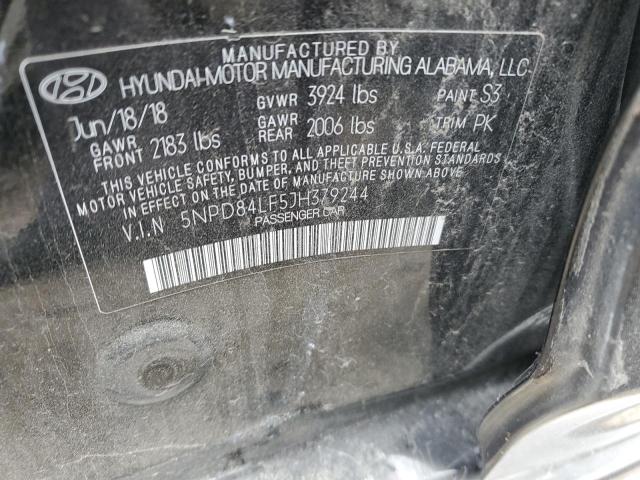 MANUFACTURED BY
HYUNDAI-MOTOR MANUFACTURING ALABAMA, LLC
Jun/18/18 GVWR 3924 lbs PAINT S3
GAWR FRONT 2183 lbs GAWR REAR 2006 lbs TRIM PK
THIS VEHICLE CONFORMS TO ALL APPLICABLE U.S.A. FEDERAL
MOTOR VEHICLE SAFETY, BUMPER, AND THEFT PREVENTION STANDARDS
IN EFFECT ON THE DATE OF MANUFACTURE SHOWN ABOVE.
V.I.N 5NPD84LF5JH379244
PASSENGER CAR